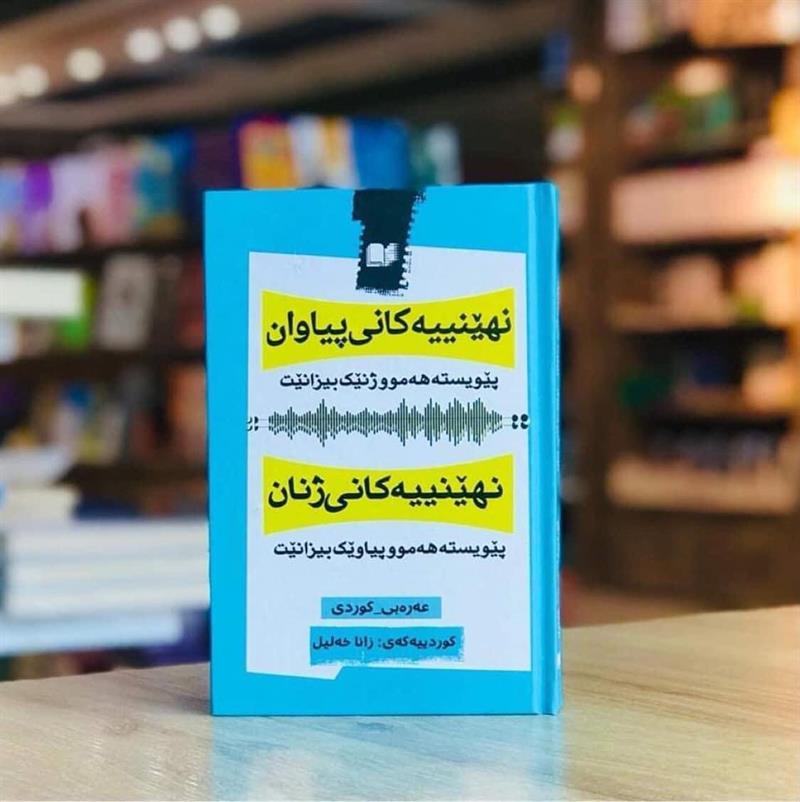 نهێنییەکانی پیاوان
پێویستە هەموو ژنێک بیزانێت
نهێنییەکانی ژنان
پێویستە هەموو پیاوێک بیزانێت
عەرەبی_کوردی
کوردییەکەی: زانا خەلیل